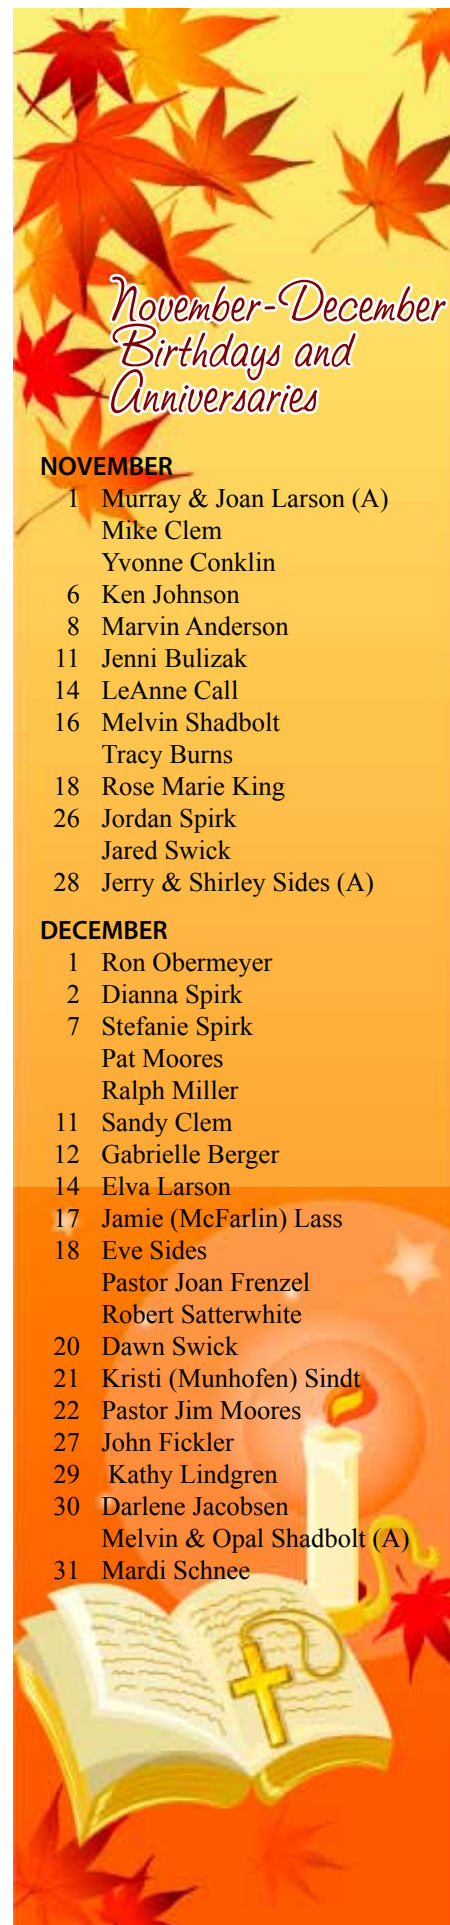 November-December
Birthdays and
Anniversaries
NOVEMBER
1 Murray & Joan Larson (A)
Mike Clem
Yvonne Conklin
6 Ken Johnson
8 Marvin Anderson
11 Jenni Bulizak
14 LeAnne Call
16 Melvin Shadbolt
Tracy Burns
18 Rose Marie King
26 Jordan Spirk
Jared Swick
28 Jerry & Shirley Sides (A)
DECEMBER
1 Ron Obermeyer
2 Dianna Spirk
7 Stefanie Spirk
Pat Moores
Ralph Miller
11 Sandy Clem
12 Gabrielle Berger
14 Elva Larson
17 Jamie (McFarlin) Lass
18 Eve Sides
Pastor Joan Frenzel
Robert Satterwhite
20 Dawn Swick
21 Kristi (Munhofen) Sindt
22 Pastor Jim Moores
27 John Fickler
29 Kathy Lindgren
30 Darlene Jacobsen
Melvin & Opal Shadbolt (A)
31 Mardi Schnee